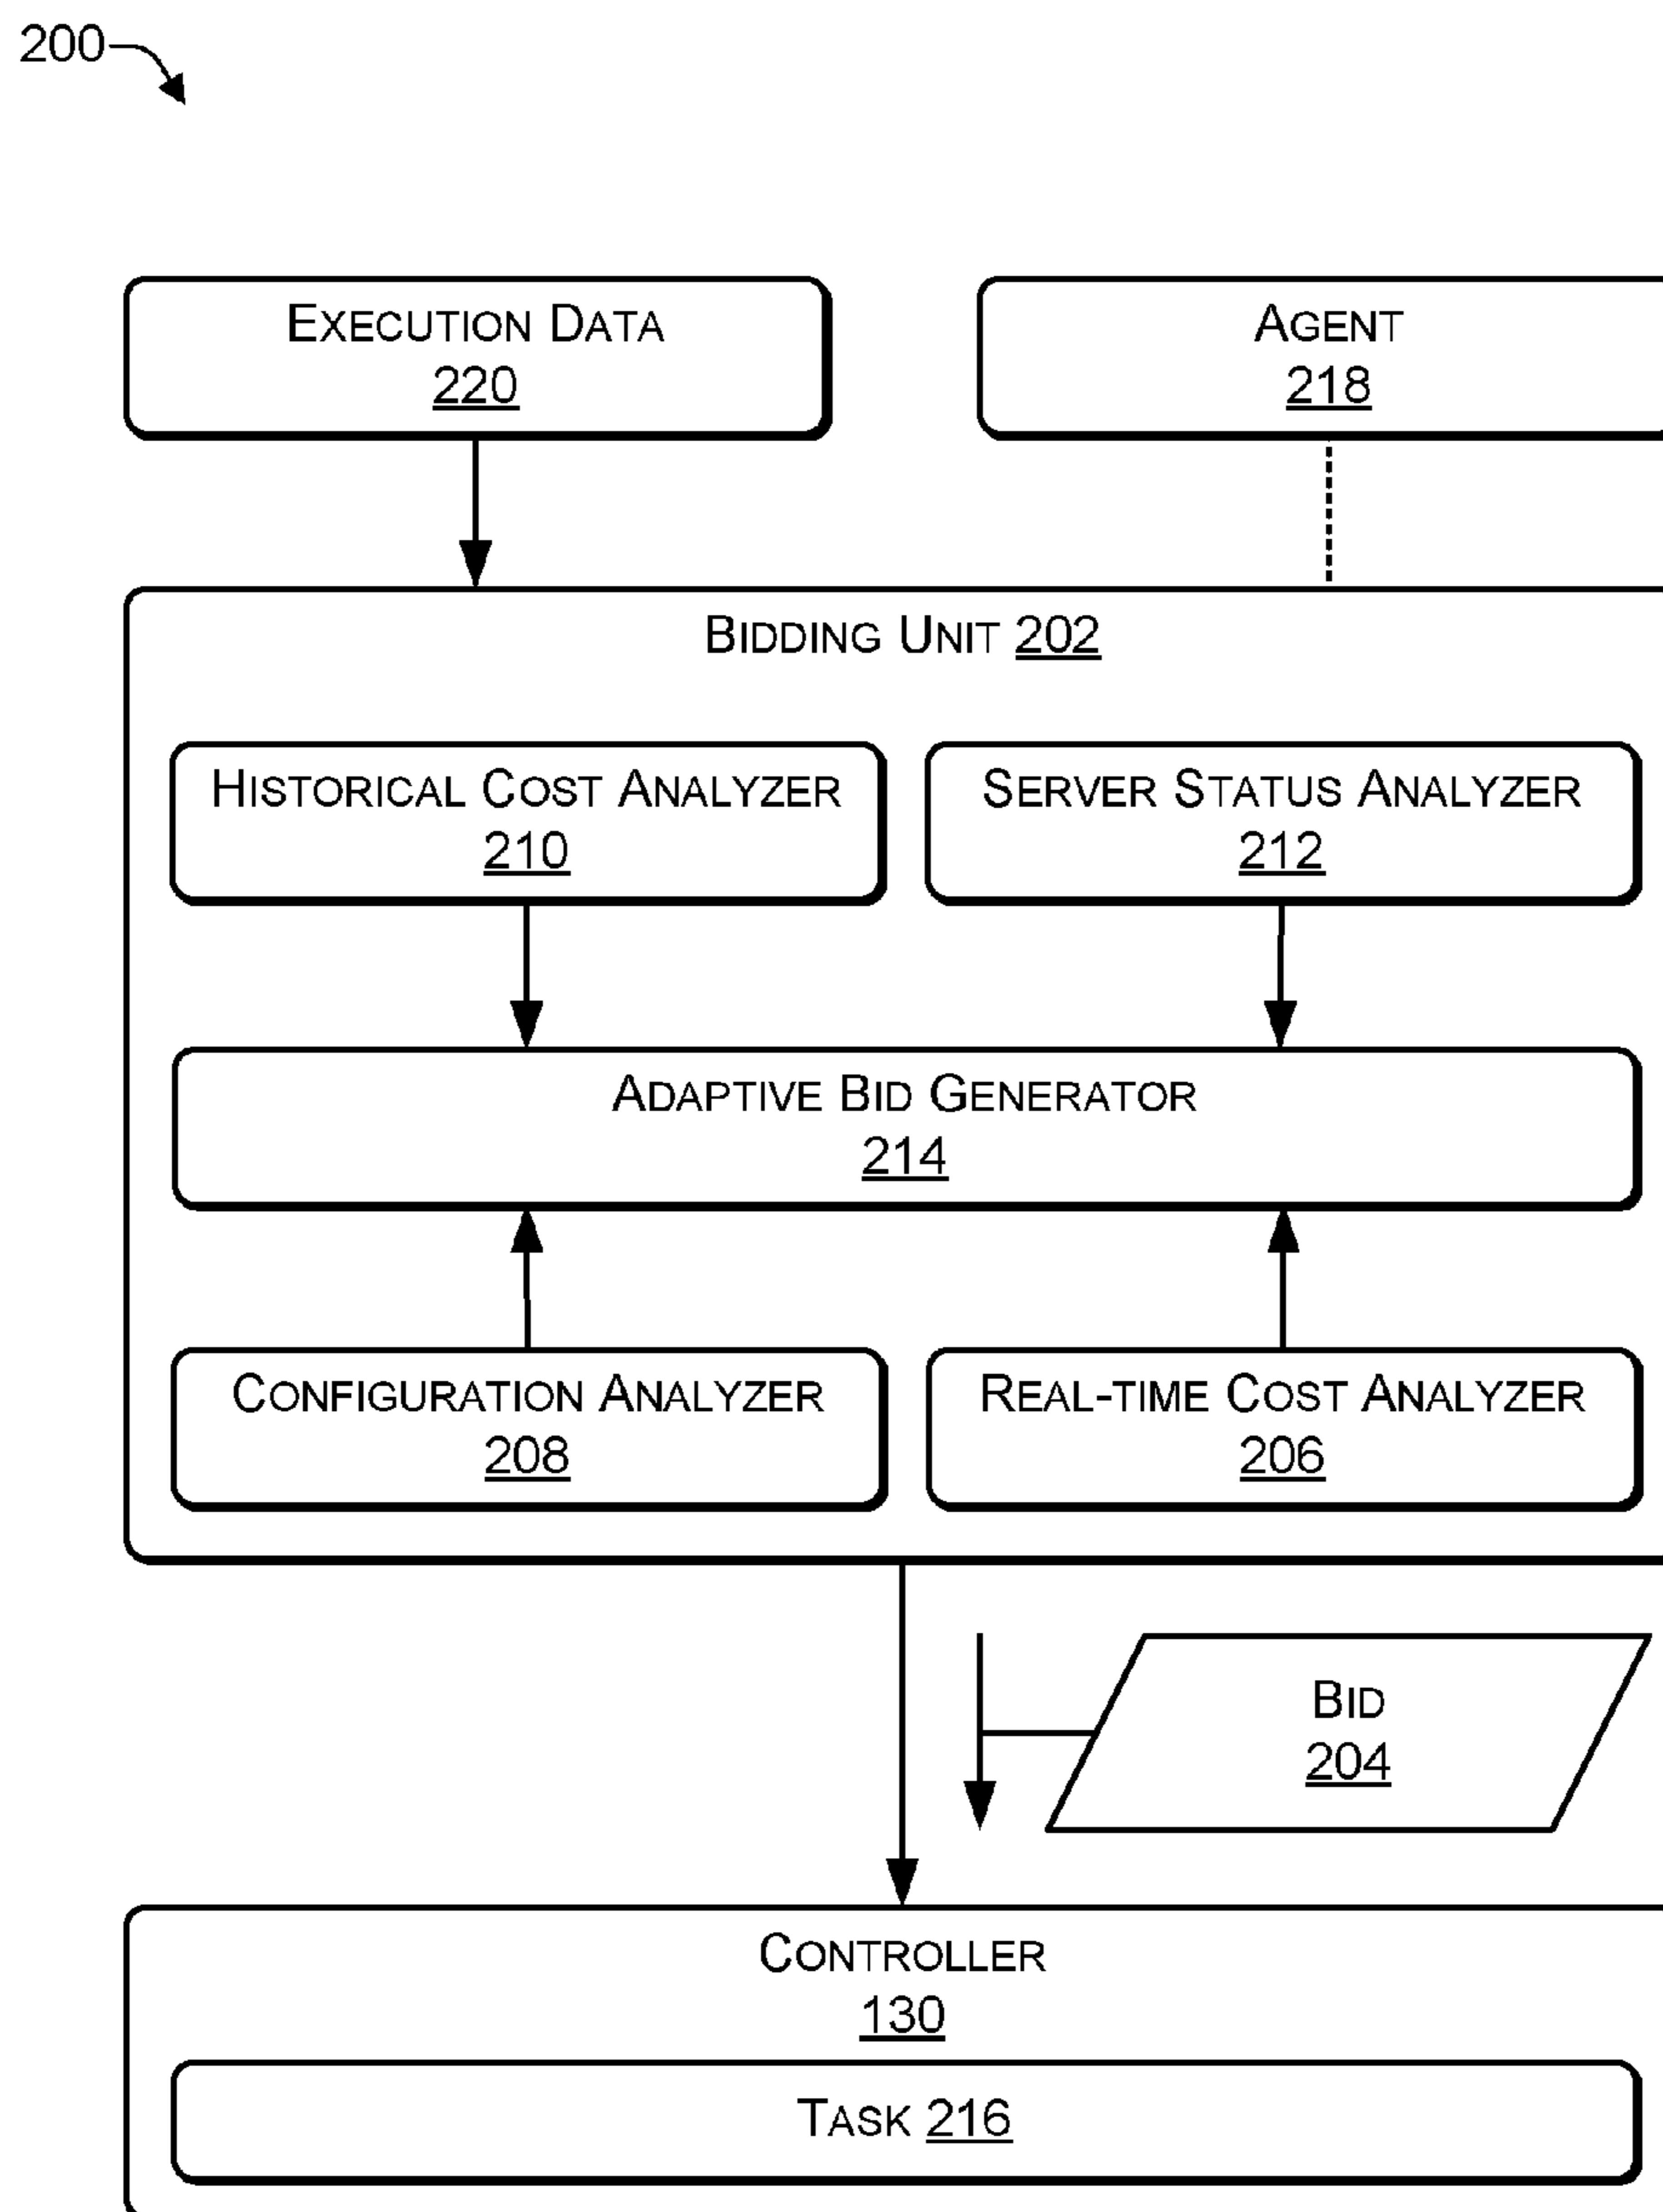 200
Execution Data
220
Agent
218
Bidding Unit 202
Historical Cost Analyzer
210
Server Status Analyzer
212
Adaptive Bid Generator
214
Configuration Analyzer
208
Real-time Cost Analyzer
206
Bid
204
Controller
130
Task 216